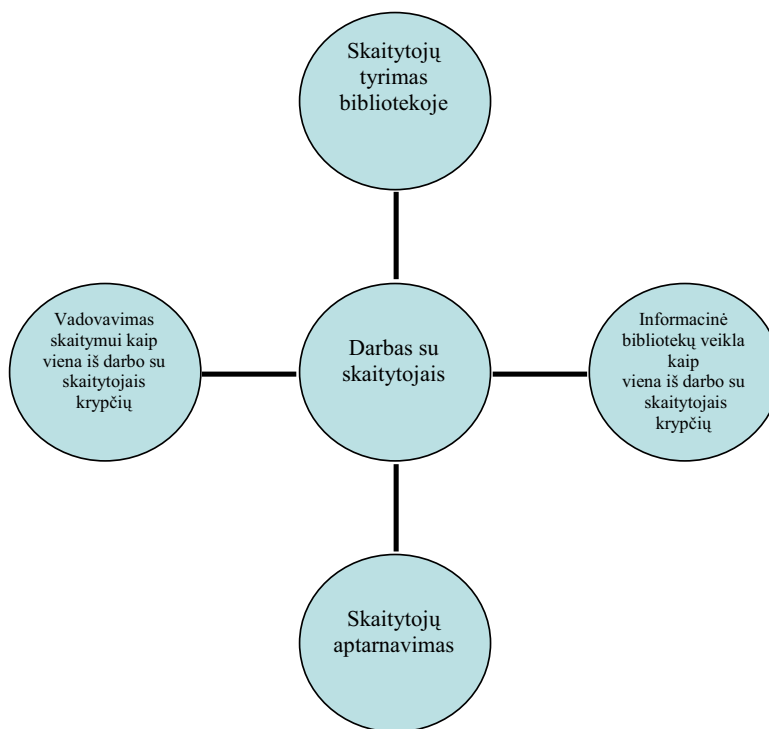 Skaitytojų
tyrimas
bibliotekoje
Vadovavimas
skaitymui kaip
viena iš darbo su
skaitytojais
krypčių
Darbas su
skaitytojais
Informacinė
bibliotekų veikla
kaip
viena iš darbo su
skaitytojais
krypčių
Skaitytojų
aptarnavimas